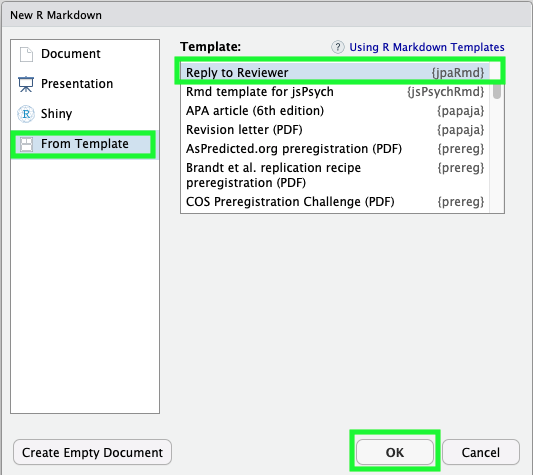 New R Markdown
Document
Presentation
Shiny
From Template
Template:
? Using R Markdown Templates
Reply to Reviewer {jpaRmd}
Rmd template for jsPsych {jsPsychRmd}
APA article (6th edition) {papaja}
Revision letter (PDF) {papaja}
AsPredicted.org preregistration (PDF) {prereg}
Brandt et al. replication recipe {prereg}
preregistration (PDF)
COS Preregistration Challenge (PDF) {prereg}
Create Empty Document
OK
Cancel